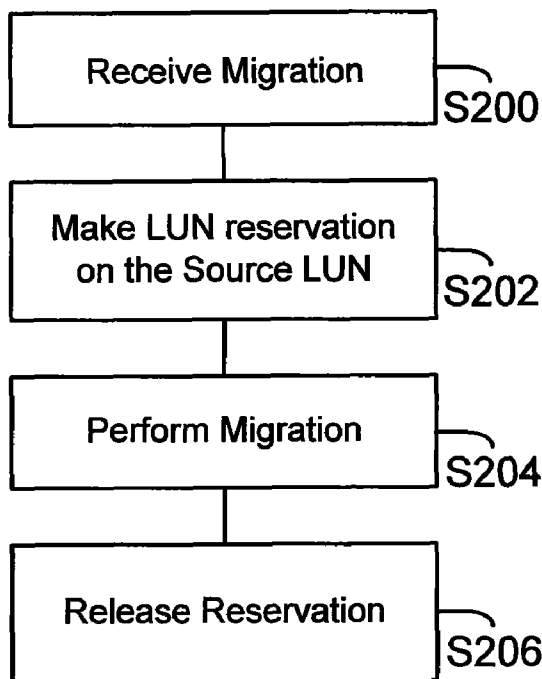 Receive Migration
S200
Make LUN reservation
on the Source LUN
S202
Perform Migration
S204
Release Reservation
S206